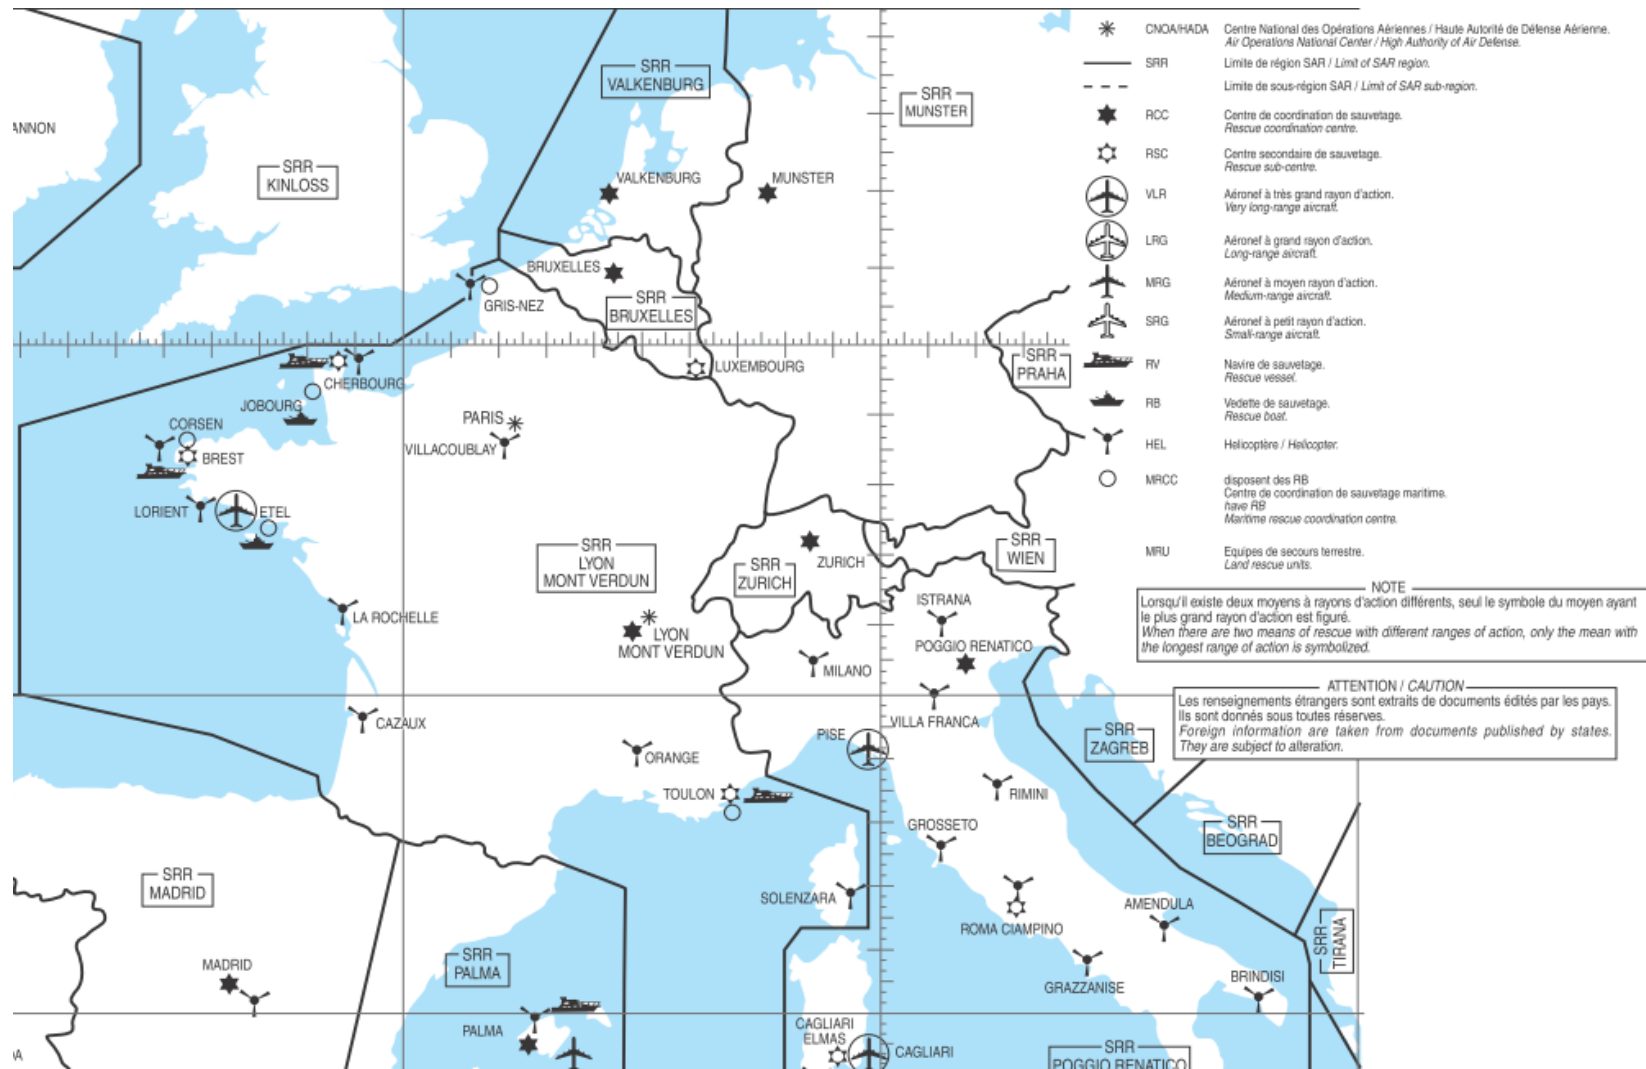 CNOA/HADA Centre National des Opérations Aériennes / Haute Autorité de Défense Aérienne.
Air Operations National Center / High Authority of Air Defense.
SRR Limite de région SAR / Limit of SAR region.
Limite de sous-région SAR / Limit of SAR sub-region.
RCC Centre de coordination de sauvetage.
Rescue coordination centre.
RSC Centre secondaire de sauvetage.
Rescue sub-centre.
VLR Aéronef à très grand rayon d'action.
Very long-range aircraft.
LRG Aéronef à grand rayon d'action.
Long-range aircraft.
MRG Aéronef à moyen rayon d'action.
Medium-range aircraft.
SRG Aéronef à petit rayon d'action.
Small-range aircraft.
RV Navire de sauvetage.
Rescue vessel.
RB Vedette de sauvetage.
Rescue boat.
HEL Helicoptère / Helicopter.
MRCC disposent des RB
Centre de coordination de sauvetage maritime.
have RB
Maritime rescue coordination centre.
MRU Equipes de secours terrestre.
Land rescue units.
NOTE
Lorsqu'il existe deux moyens à rayons d'action différents, seul le symbole du moyen ayant
le plus grand rayon d'action est figuré.
When there are two means of rescue with different ranges of action, only the mean with
the longest range of action is symbolized.
ATTENTION / CAUTION
Les renseignements étrangers sont extraits de documents édités par les pays.
Ils sont donnés sous toutes réserves.
Foreign information are taken from documents published by states.
They are subject to alteration.
SRR
VALKENBURG
SRR
MUNSTER
ANNON
SRR
KINLOSS
VALKENBURG
MUNSTER
BRUXELLES
GRIS-NEZ
SRR
BRUXELLES
LUXEMBOURG
SRR
PRAHA
CHERBOURG
JOBOURG
CORSEN
BREST
PARIS
VILLACOUBLAY
LORIENT
ETEL
SRR
LYON
MONT VERDUN
SRR
ZURICH
ZURICH
SRR
WIEN
ISTRANA
LA ROCHELLE
LYON
MONT VERDUN
POGGIO RENATICO
MILANO
CAZAUX
VILLA FRANCA
PISE
SRR
ZAGREB
ORANGE
TOULON
RIMINI
GROSSETO
SRR
BEOGRAD
SRR
MADRID
SOLENZARA
ROMA CIAMPINO
AMENDULA
SRR
TIRANA
MADRID
SRR
PALMA
GRAZZANISE
BRINDISI
PALMA
CAGLIARI
ELMAS
CAGLIARI
SRR
POGGIO RENATICO